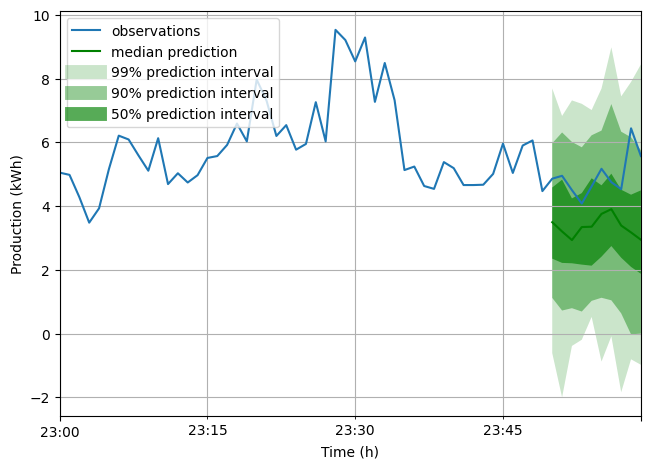 observations
median prediction
99% prediction interval
90% prediction interval
50% prediction interval
Production (kWh)
10
8
6
4
2
0
−2
23:00
23:15
23:30
23:45
Time (h)